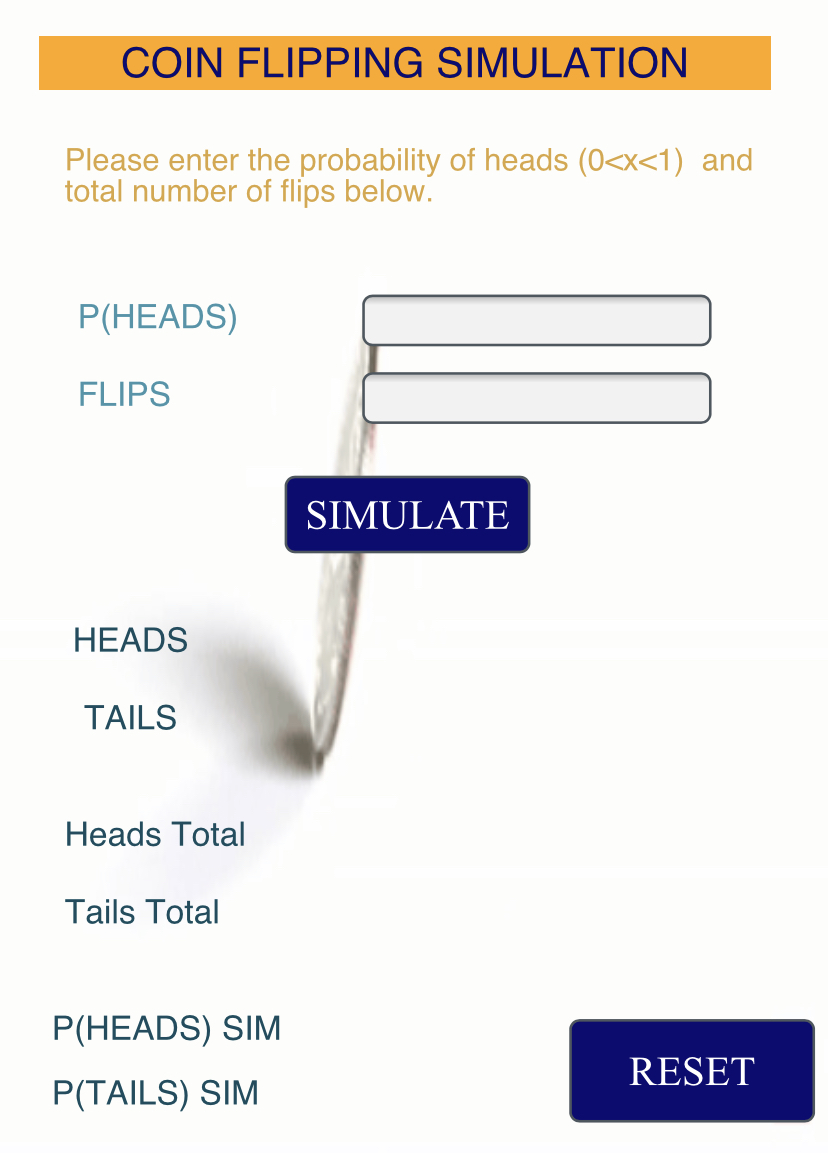 COIN FLIPPING SIMULATION
Please enter the probability of heads (0<x<1)  and
total number of flips below.
P(HEADS)
FLIPS
SIMULATE
HEADS
TAILS
Heads Total
Tails Total
P(HEADS) SIM
P(TAILS) SIM
RESET